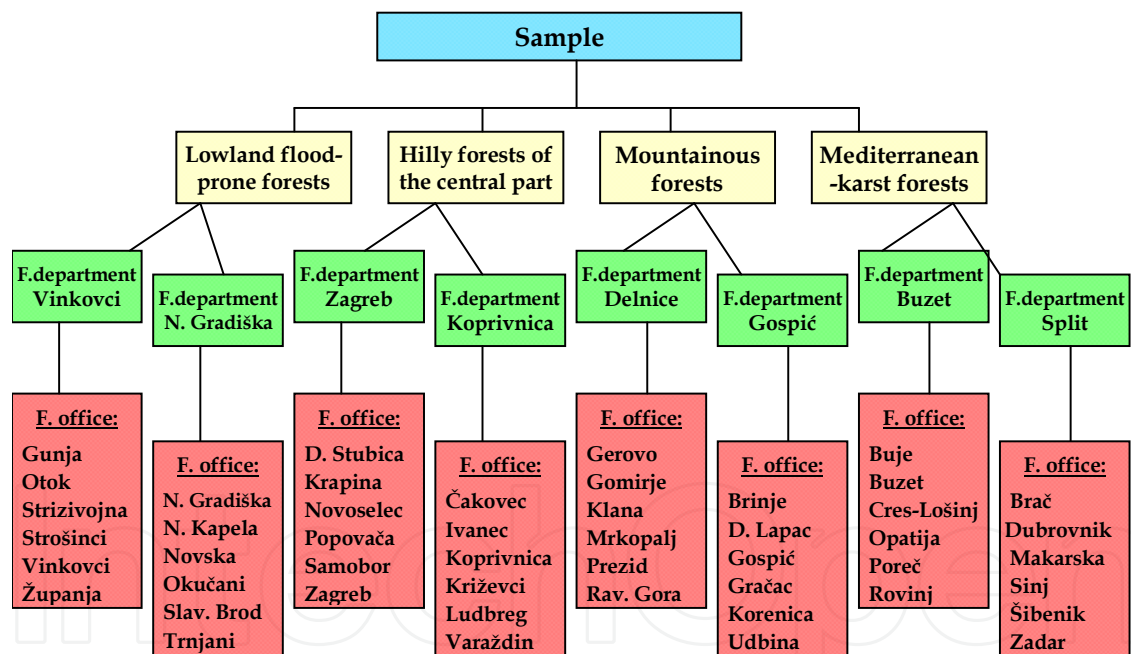 Sample
Lowland flood-
prone forests
Hilly forests of
the central part
Mountainous
forests
Mediterranean
-karst forests
F.department
Vinkovci
F.department
N. Gradiška
F.department
Zagreb
F.department
Koprivnica
F.department
Delnice
F.department
Gospić
F.department
Buzet
F.department
Split
F. office:
Gunja
Otok
Strizivojna
Strošinci
Vinkovci
Županja
F. office:
N. Gradiška
N. Kapela
Novska
Okučani
Slav. Brod
Trnjani
F. office:
D. Stubica
Krapina
Novoselec
Popovača
Samobor
Zagreb
F. office:
Čakovec
Ivanec
Koprivnica
Križevci
Ludbreg
Varaždin
F. office:
Gerovo
Gomirje
Klana
Mrkopalj
Prezid
Rav. Gora
F. office:
Brinje
D. Lapac
Gospić
Gračac
Korenica
Udbina
F. office:
Buje
Buzet
Cres-Lošinj
Opatija
Poreč
Rovinj
F. office:
Brač
Dubrovnik
Makarska
Sinj
Šibenik
Zadar
IntechOpen